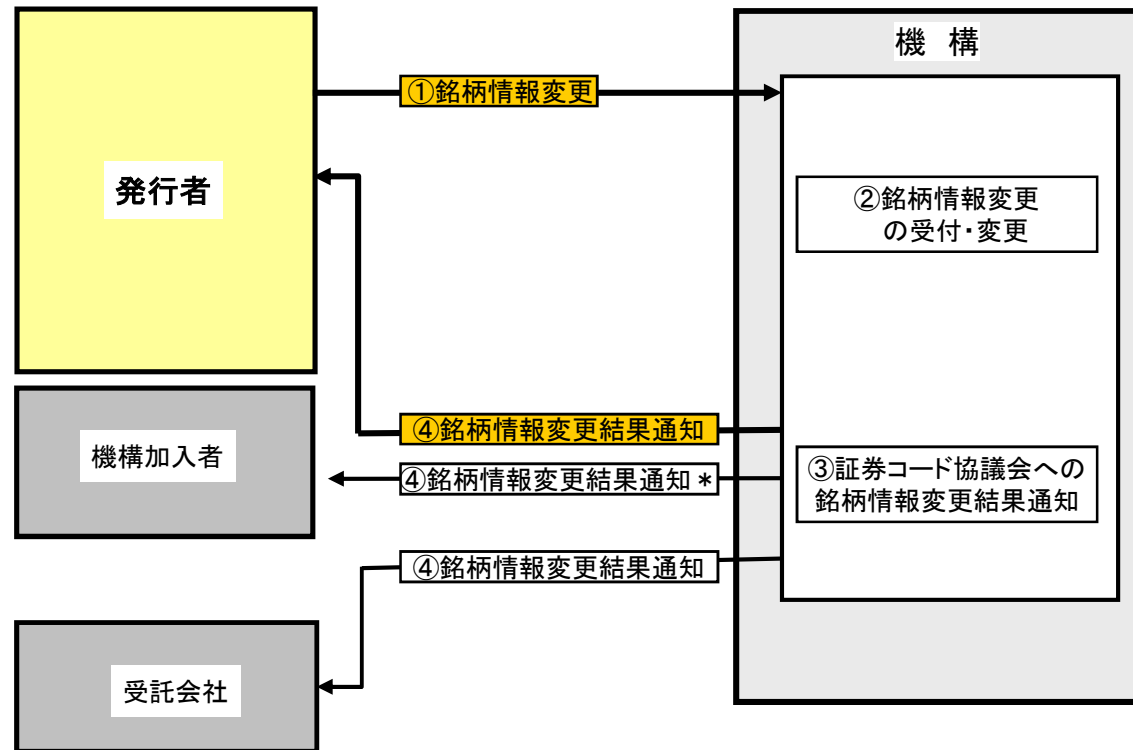 機 構
①銘柄情報変更
発行者
②銘柄情報変更
の受付・変更
④銘柄情報変更結果通知
機構加入者
④銘柄情報変更結果通知＊
③証券コード協議会への
銘柄情報変更結果通知
④銘柄情報変更結果通知
受託会社